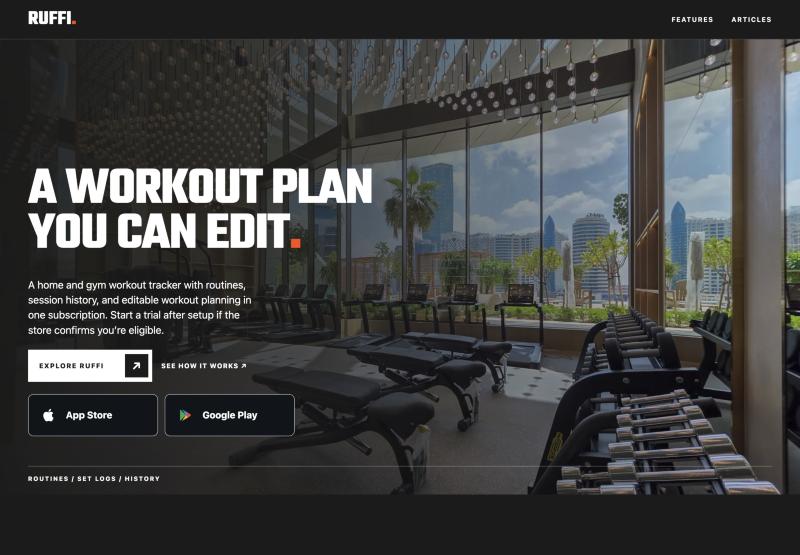 RUFFI.
FEATURES
ARTICLES
A WORKOUT PLAN
YOU CAN EDIT.
A home and gym workout tracker with routines,
session history, and editable workout planning in
one subscription. Start a trial after setup if the
store confirms you're eligible.
EXPLORE RUFFI
SEE HOW IT WORKS ↗
App Store
Google Play
ROUTINES / SET LOGS / HISTORY